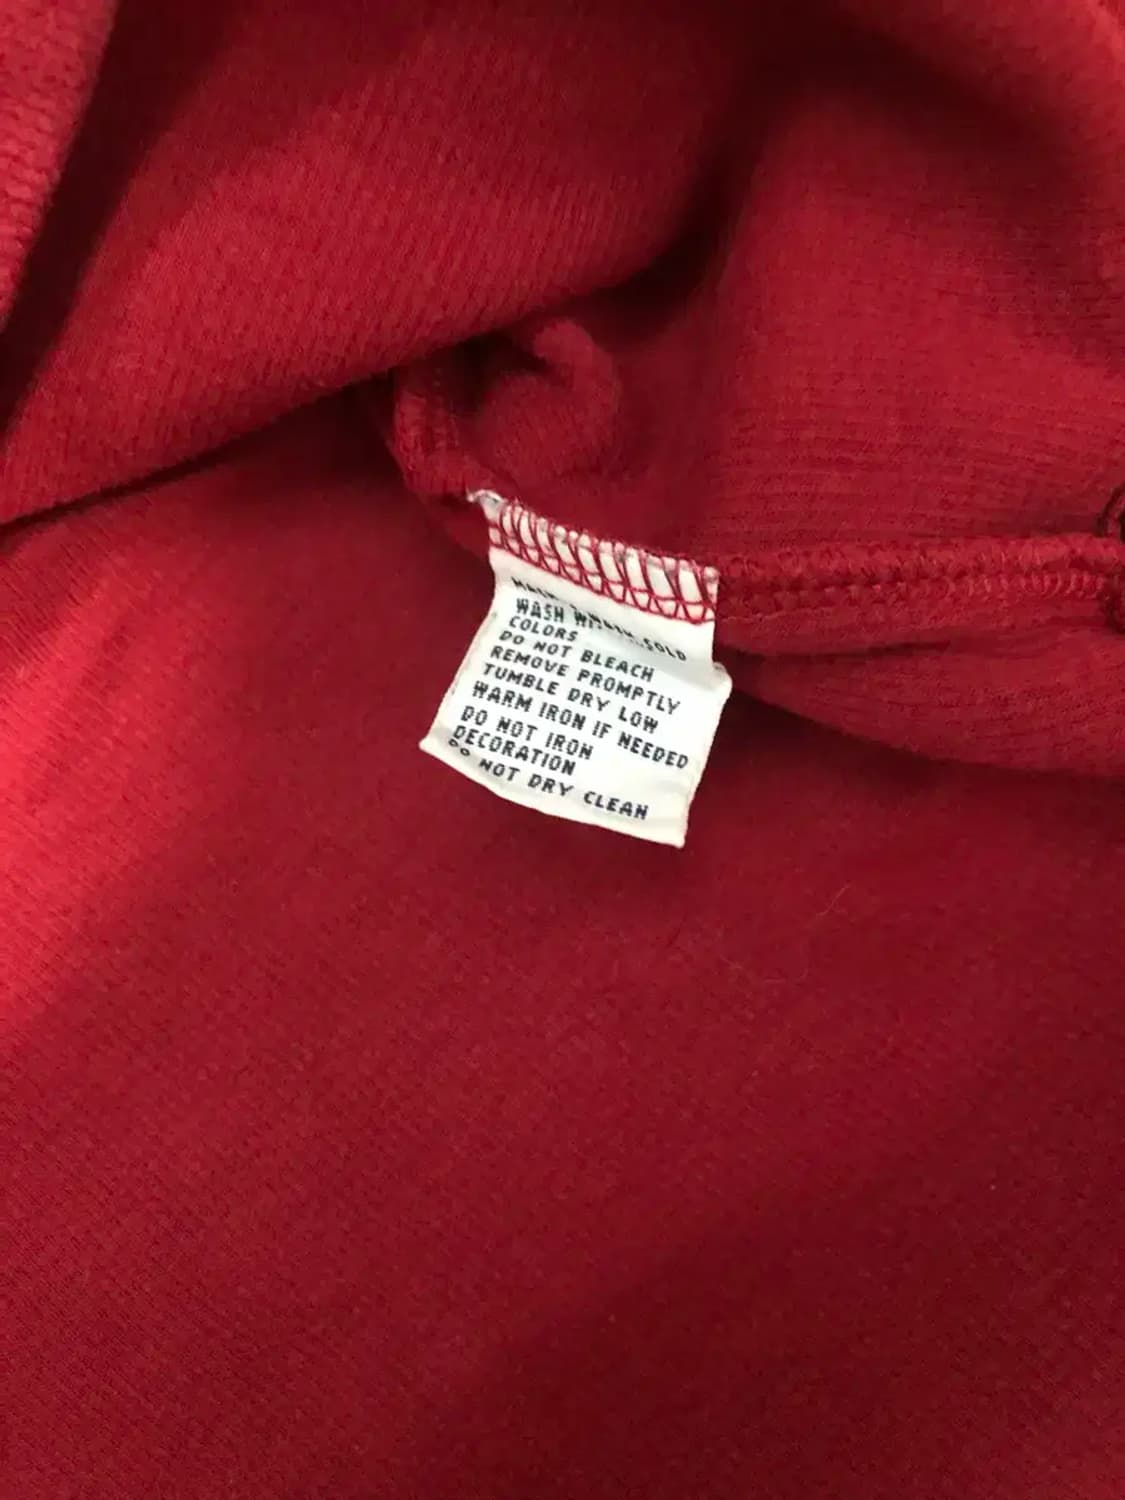 WASH
COLORS
DO NOT BLEACH
REMOVE PROMPTLY
TUMBLE DRY LOW
WARM IRON IF NEEDED
DO NOT IRON
DECORATION
DO NOT DRY CLEAN